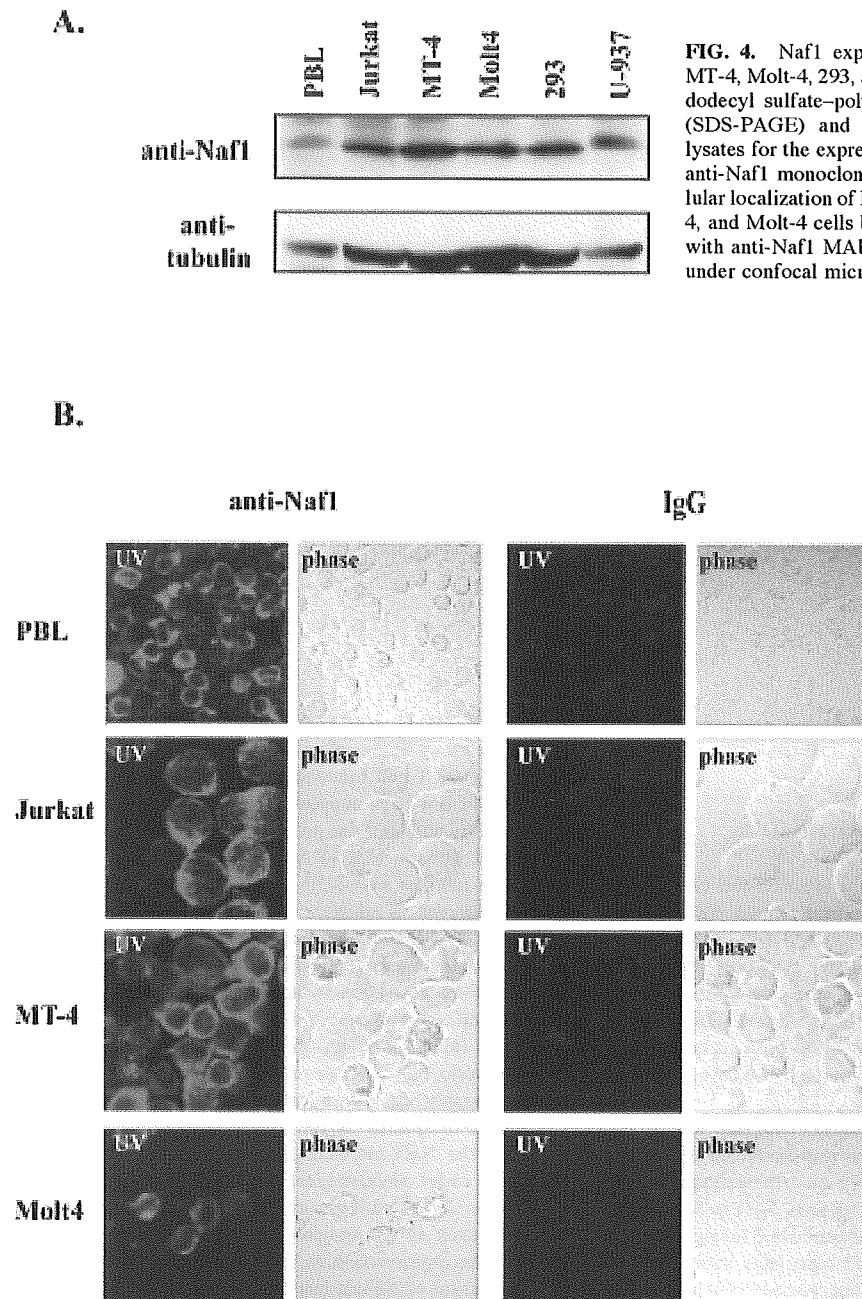 A.
PBL Jurkat MT-4 Molt4 293 U-937
anti-Naf1
anti-
tubulin
FIG. 4. Naf1 exp
MT-4, Molt-4, 293,
dodecyl sulfate–pol
(SDS-PAGE) and
lysates for the expre
anti-Naf1 monoclon
lular localization of
4, and Molt-4 cells b
with anti-Naf1 MAb
under confocal micr
B.
anti-Naf1 IgG
PBL UV phase UV phase
Jurkat UV phase UV phase
MT-4 UV phase UV phase
Molt4 UV phase UV phase